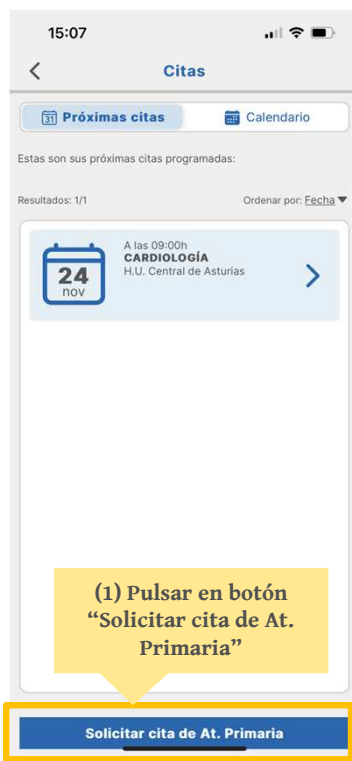 15:07
Citas
31 Próximas citas
Calendario
Estas son sus próximas citas programadas:
Resultados: 1/1
Ordenar por: Fecha
A las 09:00h
CARDIOLOGÍA
H.U. Central de Asturias
24
nov
(1) Pulsar en botón
“Solicitar cita de At.
Primaria”
Solicitar cita de At. Primaria